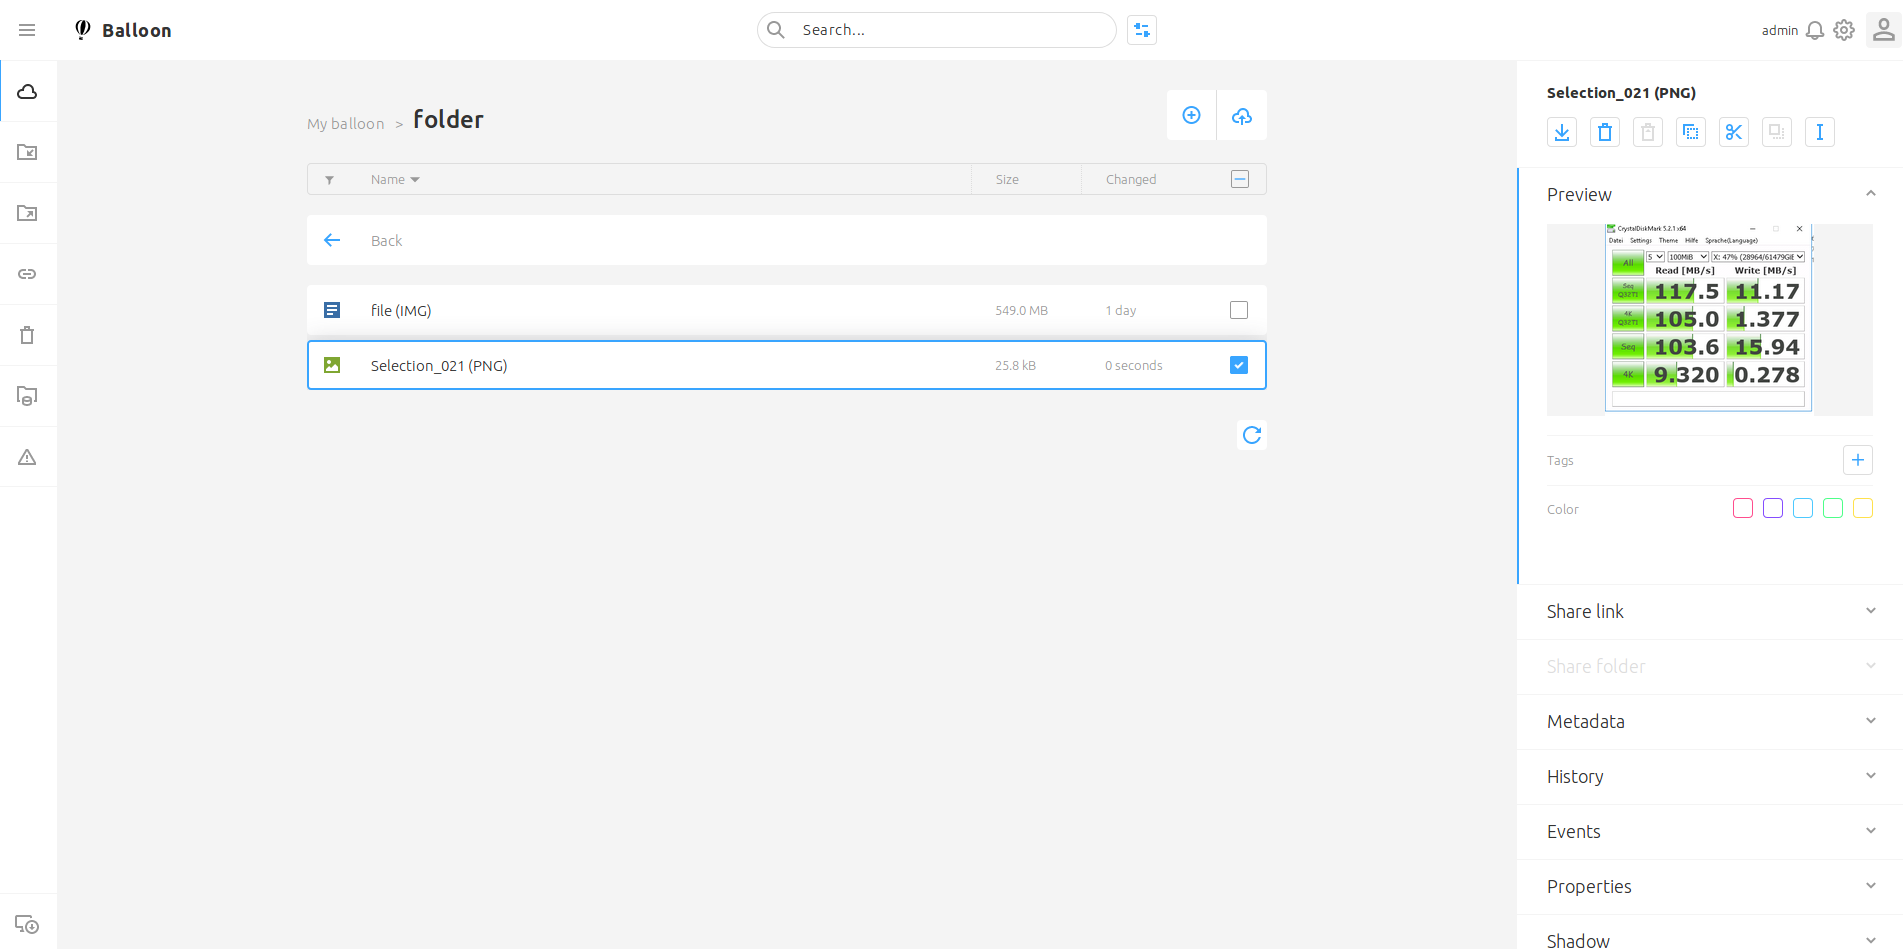 Balloon
Search...
admin
My balloon > folder
Name
Size
Changed
Back
file (IMG)
549.0 MB
1 day
Selection_021 (PNG)
25.8 kB
0 seconds
Selection_021 (PNG)
Preview
CrystalDiskMark 5.2.1 x64
Datei Settings Theme Hilfe Sprache(Language)
All
5
100MiB
X: 47% (28964/61479GiB
Read [MB/s]
Write [MB/s]
Seq
Q32T1
117.5
11.17
4K
Q32T1
105.0
1.377
Seq
103.6
15.94
4K
9.320
0.278
Tags
Color
Share link
Share folder
Metadata
History
Events
Properties
Shadow